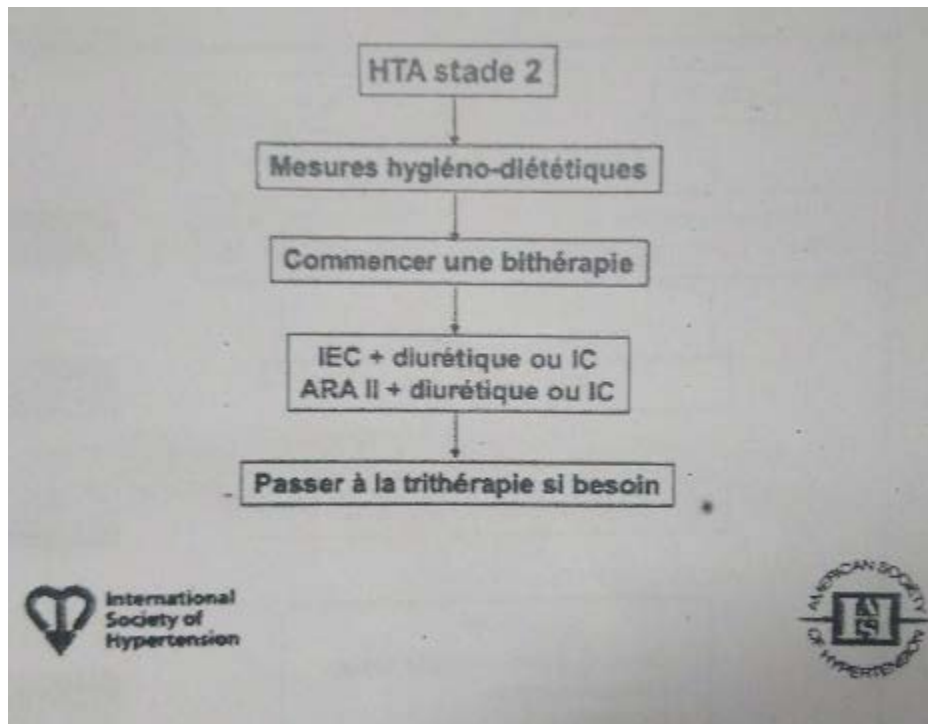 HTA stade 2
Mesures hygiéno-diététiques
Commencer une bithérapie
IEC + diurétique ou IC
ARA II + diurétique ou IC
Passer à la trithérapie si besoin
International
Society of
Hypertension
AMERICAN SOCIETY
OF HYPERTENSION